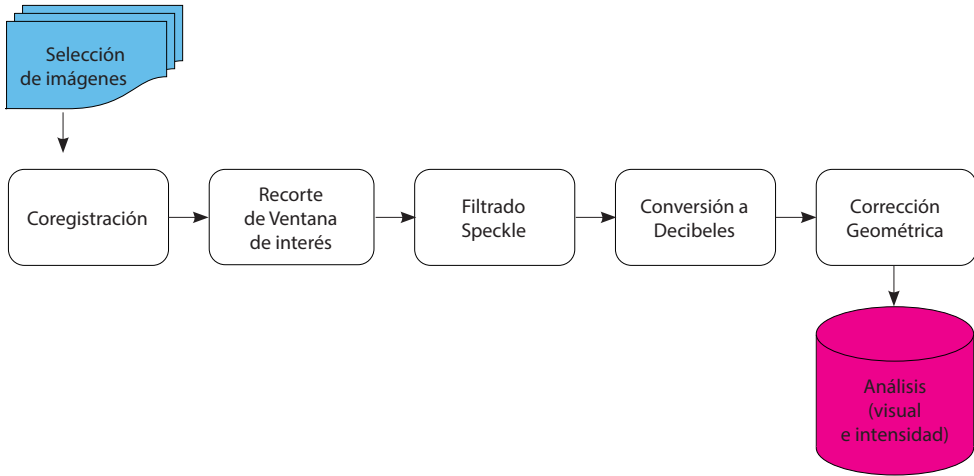 Selección
de imágenes
Coregistración
Recorte
de Ventana
de interés
Filtrado
Speckle
Conversión a
Decibeles
Corrección
Geométrica
Análisis
(visual
e intensidad)